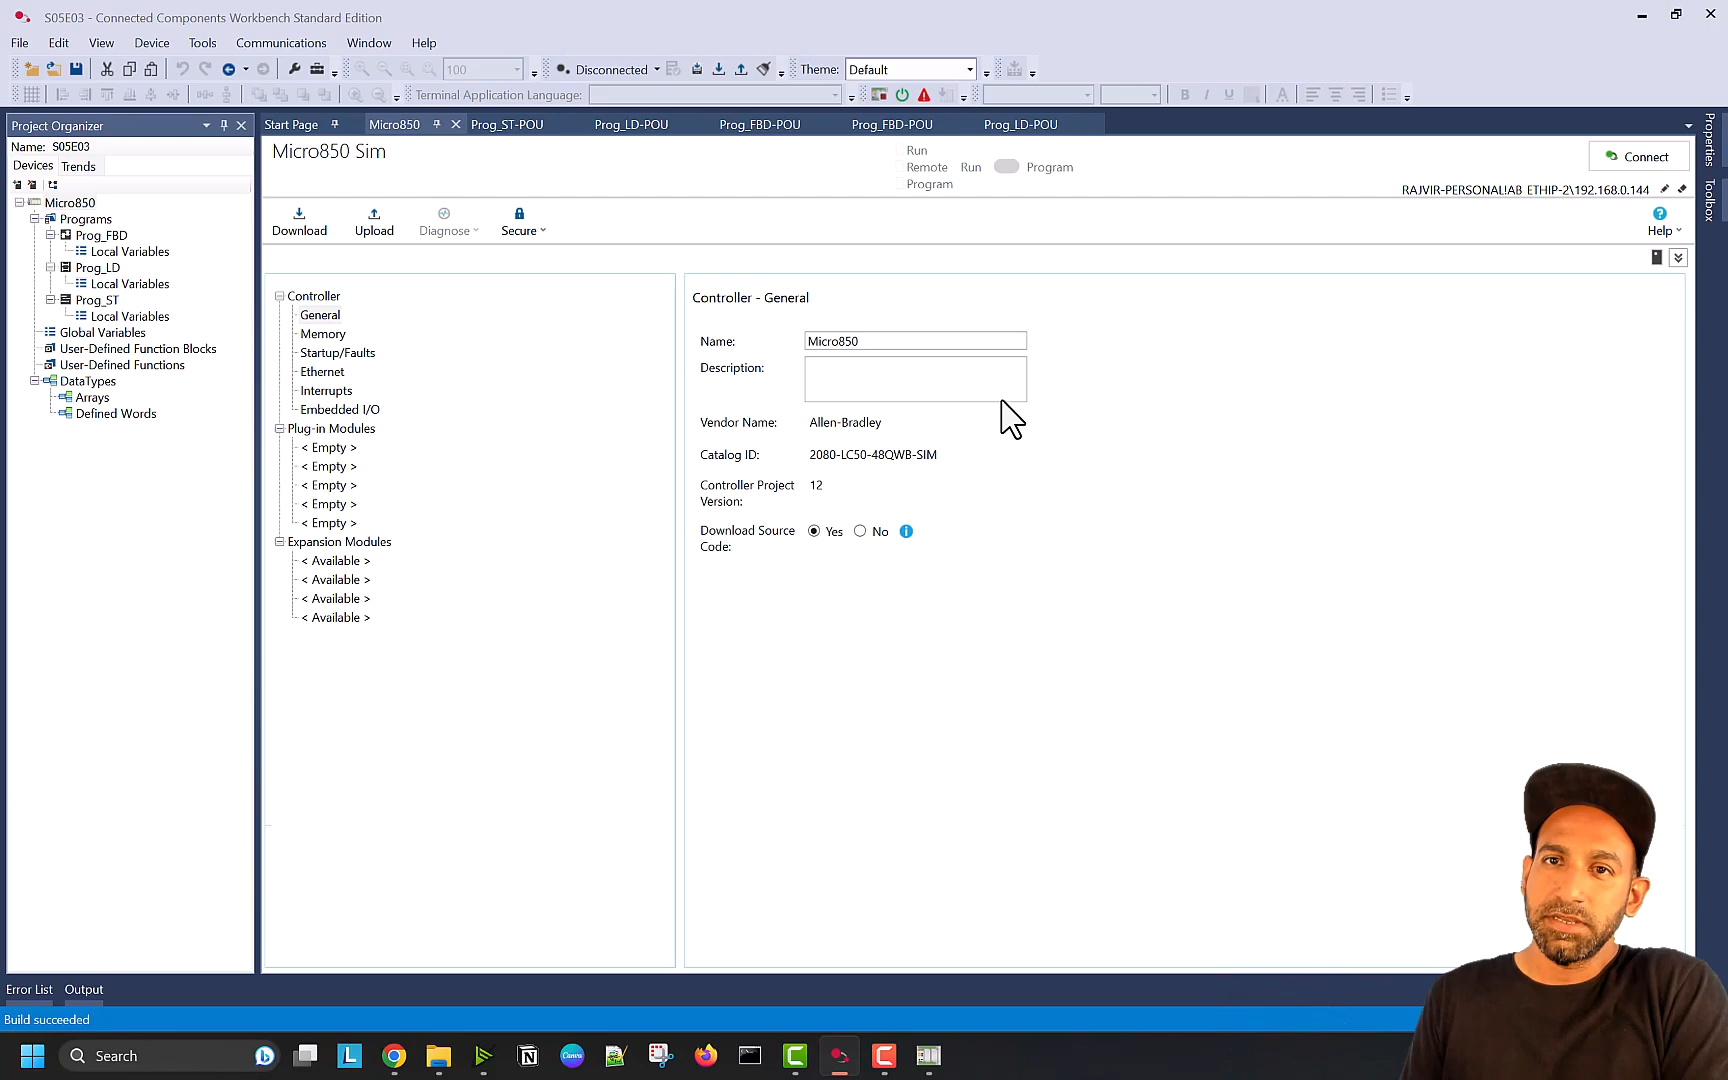 S05E03 - Connected Components Workbench Standard Edition
File Edit View Device Tools Communications Window Help
100 Disconnected Theme: Default
Terminal Application Language: B I U A
Project Organizer
Name: S05E03
Devices Trends
Micro850
Programs
Prog_FBD
Local Variables
Prog_LD
Local Variables
Prog_ST
Local Variables
Global Variables
User-Defined Function Blocks
User-Defined Functions
DataTypes
Arrays
Defined Words
Start Page Micro850 Prog_ST-POU Prog_LD-POU Prog_FBD-POU Prog_FBD-POU Prog_LD-POU
Micro850 Sim
Run
Remote Run Program
Program
Connect
RAJVIR-PERSONAL!AB_ETHIP-2\192.168.0.144
Download Upload Diagnose Secure Help
Controller
General
Memory
Startup/Faults
Ethernet
Interrupts
Embedded I/O
Plug-in Modules
< Empty >
< Empty >
< Empty >
< Empty >
< Empty >
Expansion Modules
< Available >
< Available >
< Available >
< Available >
Controller - General
Name: Micro850
Description:
Vendor Name: Allen-Bradley
Catalog ID: 2080-LC50-48QWB-SIM
Controller Project Version: 12
Download Source Code: Yes No
Properties
Toolbox
Error List Output
Build succeeded
Search
L
N
Canva
C
C